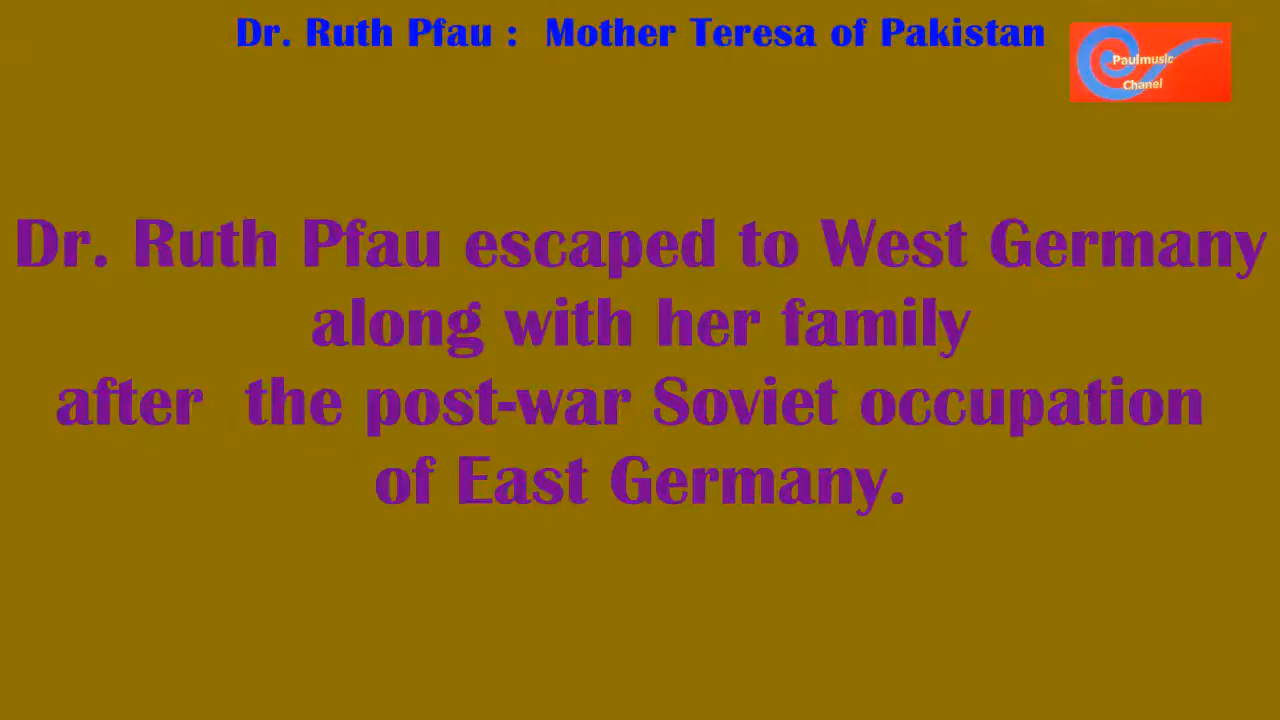 Dr. Ruth Pfau :  Mother Teresa of Pakistan
Paulmusic
Chanel
Dr. Ruth Pfau escaped to West Germany
along with her family
after  the post-war Soviet occupation
of East Germany.